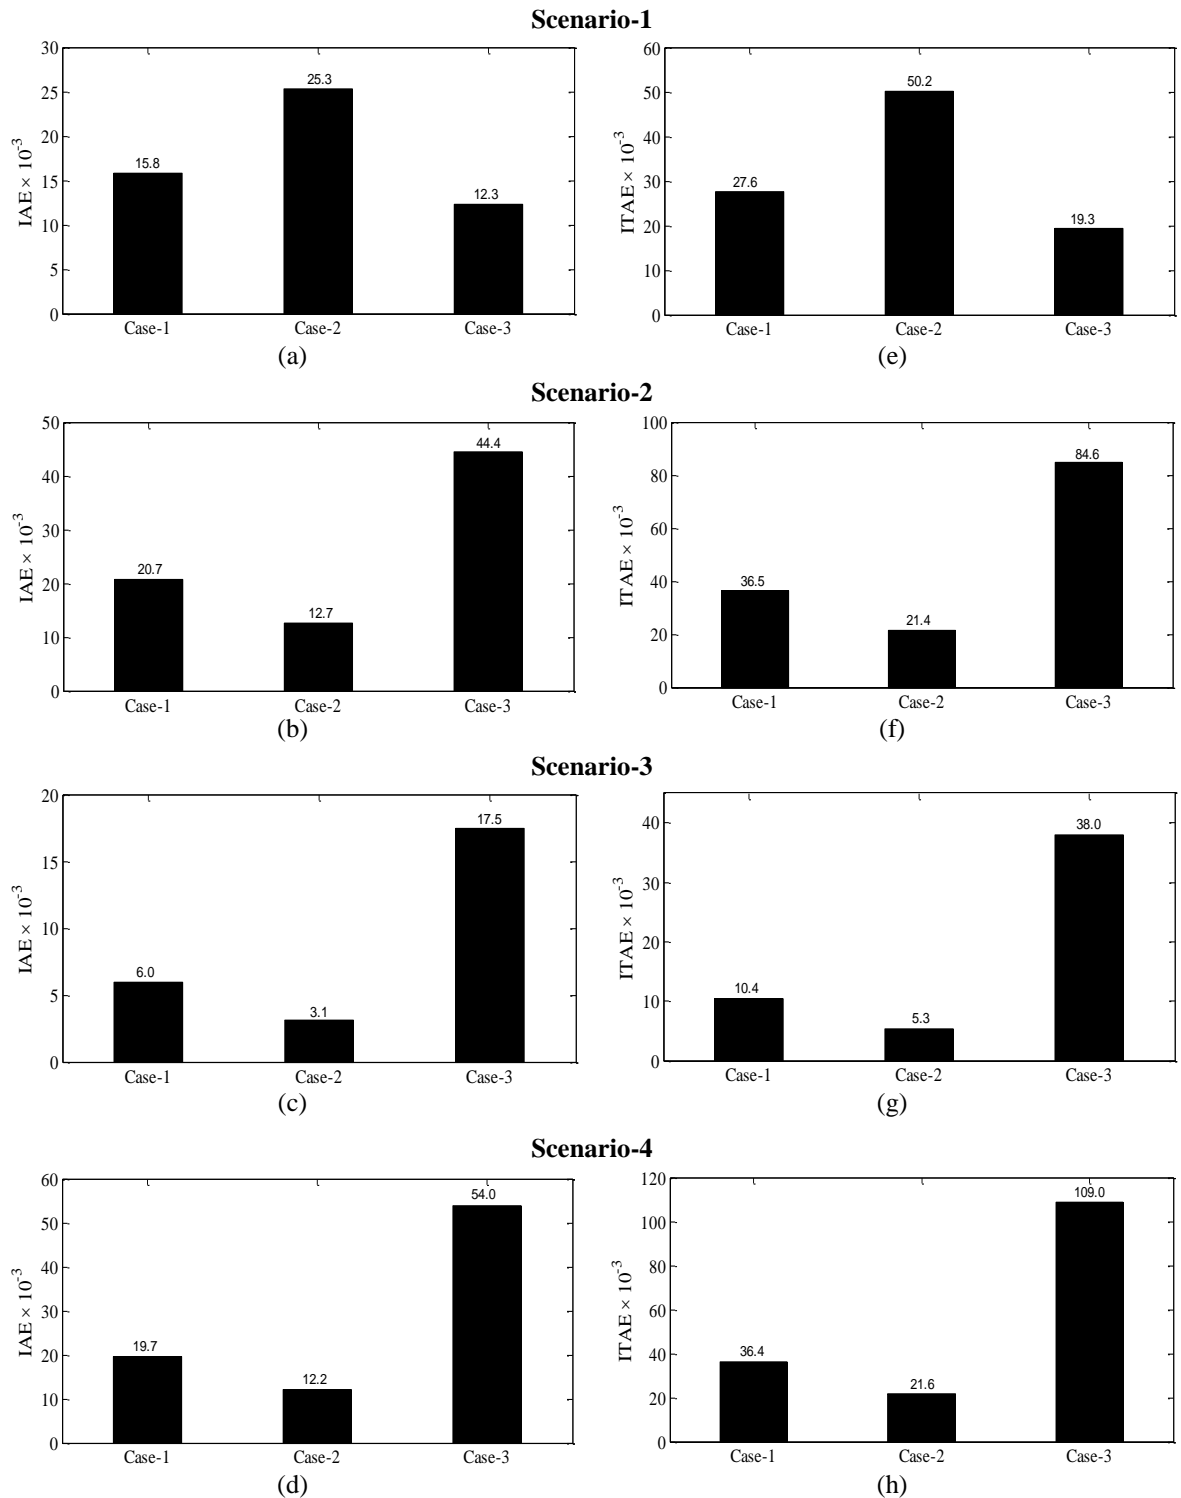 Scenario-1
30
25
20
15
10
5
0
IAE × 10-3
15.8
25.3
12.3
Case-1 Case-2 Case-3
(a)
60
50
40
30
20
10
0
ITAE × 10-3
27.6
50.2
19.3
Case-1 Case-2 Case-3
(e)
Scenario-2
50
40
30
20
10
0
IAE × 10-3
20.7
12.7
44.4
Case-1 Case-2 Case-3
(b)
100
80
60
40
20
0
ITAE × 10-3
36.5
21.4
84.6
Case-1 Case-2 Case-3
(f)
Scenario-3
20
15
10
5
0
IAE × 10-3
6.0
3.1
17.5
Case-1 Case-2 Case-3
(c)
40
30
20
10
0
ITAE × 10-3
10.4
5.3
38.0
Case-1 Case-2 Case-3
(g)
Scenario-4
60
50
40
30
20
10
0
IAE × 10-3
19.7
12.2
54.0
Case-1 Case-2 Case-3
(d)
120
100
80
60
40
20
0
ITAE × 10-3
36.4
21.6
109.0
Case-1 Case-2 Case-3
(h)